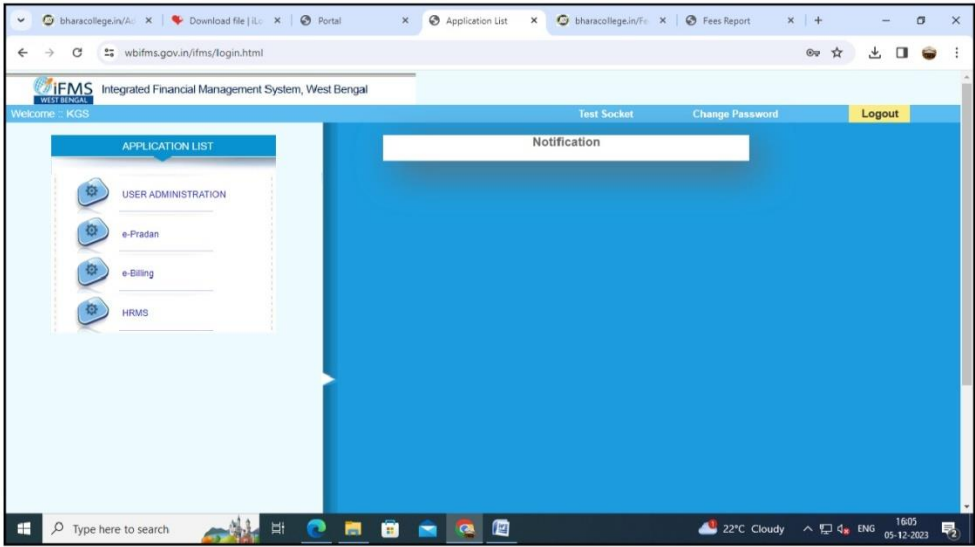 bharacollege.in/Ad
Download file | iLo
Portal
Application List
bharacollege.in/Fe
Fees Report
wbifms.gov.in/ifms/login.html
iFMS
WEST BENGAL
Integrated Financial Management System, West Bengal
Welcome :: KGS
Test Socket
Change Password
Logout
APPLICATION LIST
USER ADMINISTRATION
e-Pradan
e-Billing
HRMS
Notification
Type here to search
22°C Cloudy
ENG
16:05
05-12-2023
2